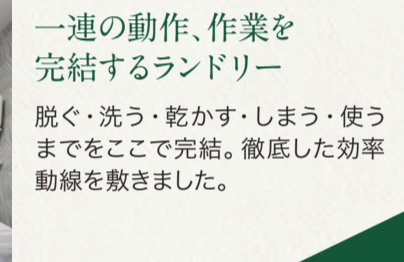 一連の動作、作業を
完結するランドリー
脱ぐ・洗う・乾かす・しまう・使う
までをここで完結。徹底した効率
動線を敷きました。